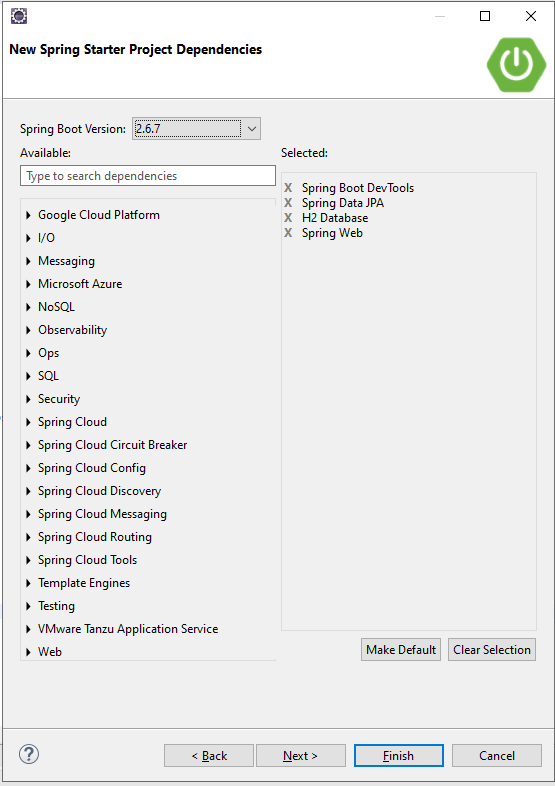 New Spring Starter Project Dependencies
Spring Boot Version: 2.6.7
Available:
Type to search dependencies
Google Cloud Platform
I/O
Messaging
Microsoft Azure
NoSQL
Observability
Ops
SQL
Security
Spring Cloud
Spring Cloud Circuit Breaker
Spring Cloud Config
Spring Cloud Discovery
Spring Cloud Messaging
Spring Cloud Routing
Spring Cloud Tools
Template Engines
Testing
VMware Tanzu Application Service
Web
Selected:
X Spring Boot DevTools
X Spring Data JPA
X H2 Database
X Spring Web
Make Default Clear Selection
? < Back Next > Finish Cancel